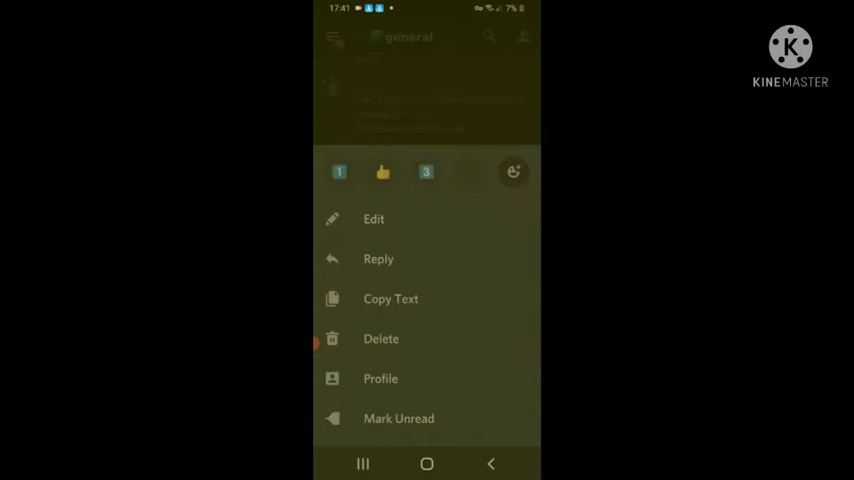 17:41
7%
general
K
KINEMASTER
1
3
Edit
Reply
Copy Text
Delete
Profile
Mark Unread